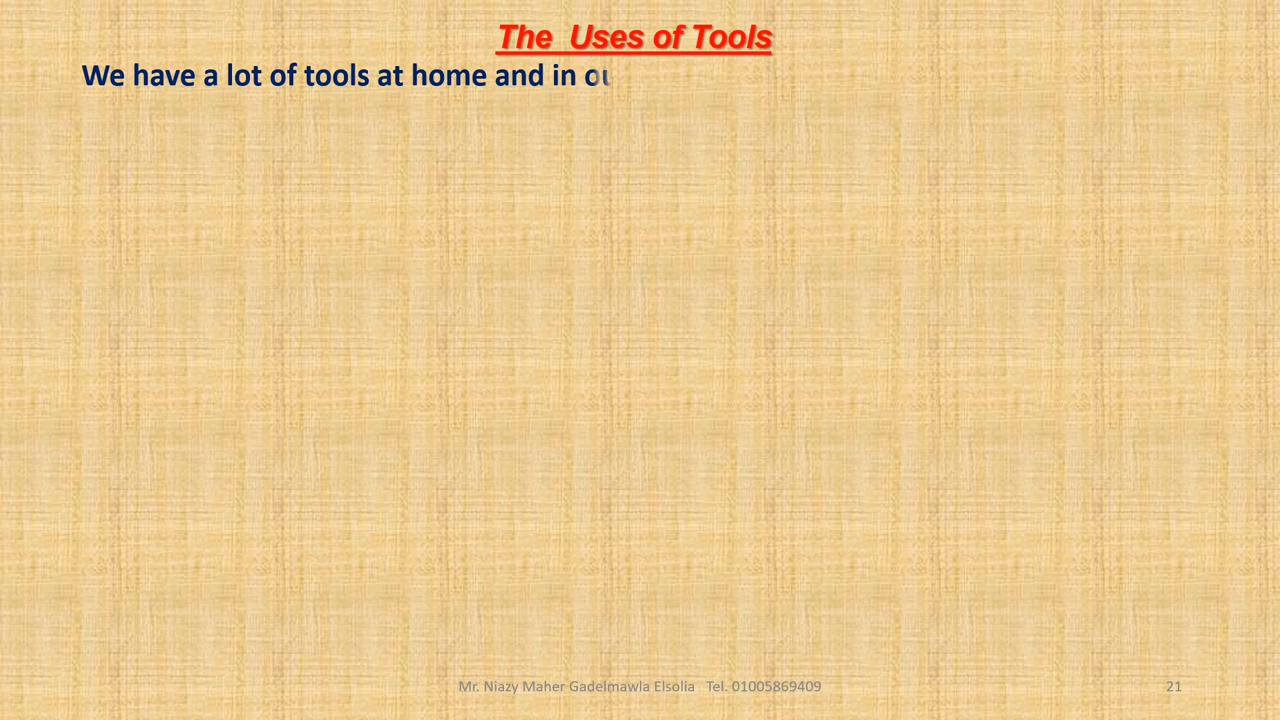 The Uses of Tools
We have a lot of tools at home and in
Mr. Niazy Maher Gadelmawla Elsolia Tel. 01005869409
21